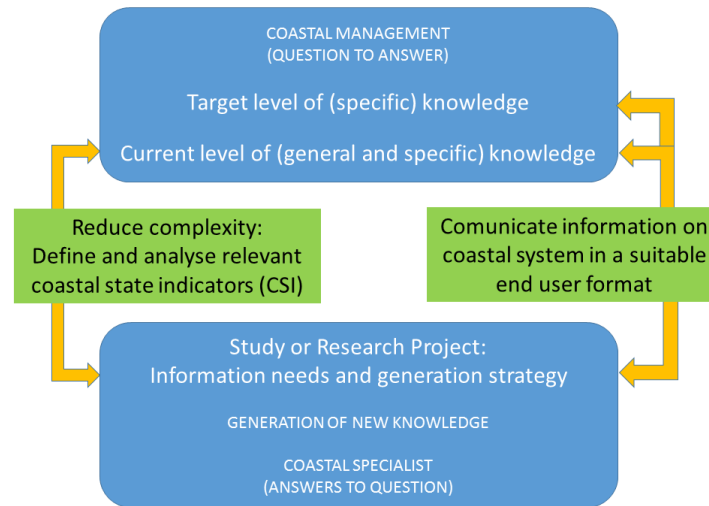 COASTAL MANAGEMENT
(QUESTION TO ANSWER)
Target level of (specific) knowledge
Current level of (general and specific) knowledge
Reduce complexity:
Define and analyse relevant
coastal state indicators (CSI)
Comunicate information on
coastal system in a suitable
end user format
Study or Research Project:
Information needs and generation strategy
GENERATION OF NEW KNOWLEDGE
COASTAL SPECIALIST
(ANSWERS TO QUESTION)